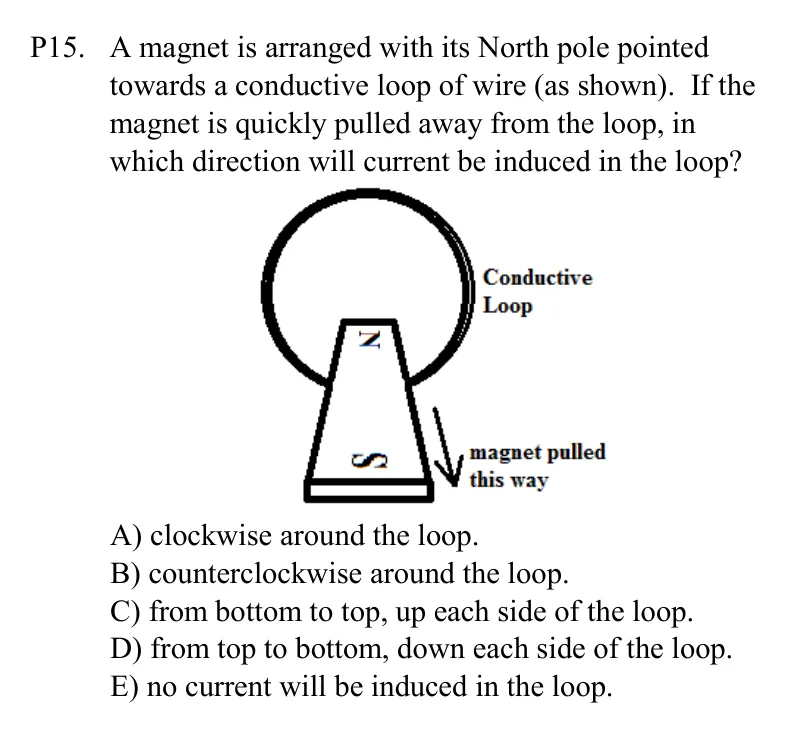 P15. A magnet is arranged with its North pole pointed
towards a conductive loop of wire (as shown). If the
magnet is quickly pulled away from the loop, in
which direction will current be induced in the loop?
Conductive
Loop
N
S
magnet pulled
this way
A) clockwise around the loop.
B) counterclockwise around the loop.
C) from bottom to top, up each side of the loop.
D) from top to bottom, down each side of the loop.
E) no current will be induced in the loop.